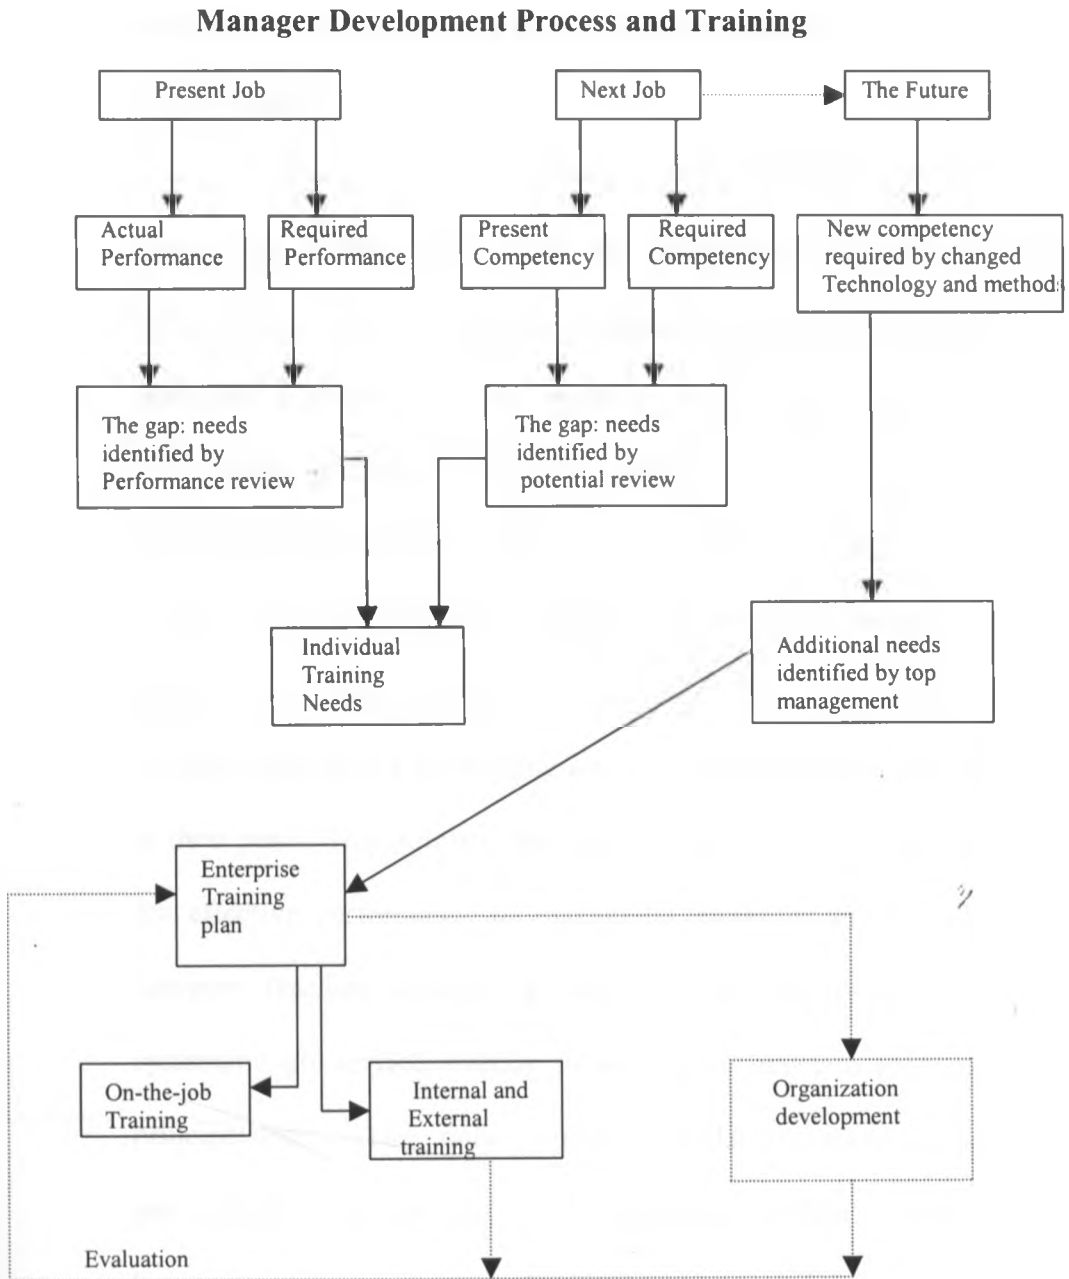 Manager Development Process and Training
Present Job
Next Job
The Future
Actual
Performance
Required
Performance
Present
Competency
Required
Competency
New competency
required by changed
Technology and method
The gap: needs
identified by
Performance review
The gap: needs
identified by
potential review
Individual
Training
Needs
Additional needs
identified by top
management
Enterprise
Training
plan
On-the-job
Training
Internal and
External
training
Organization
development
Evaluation